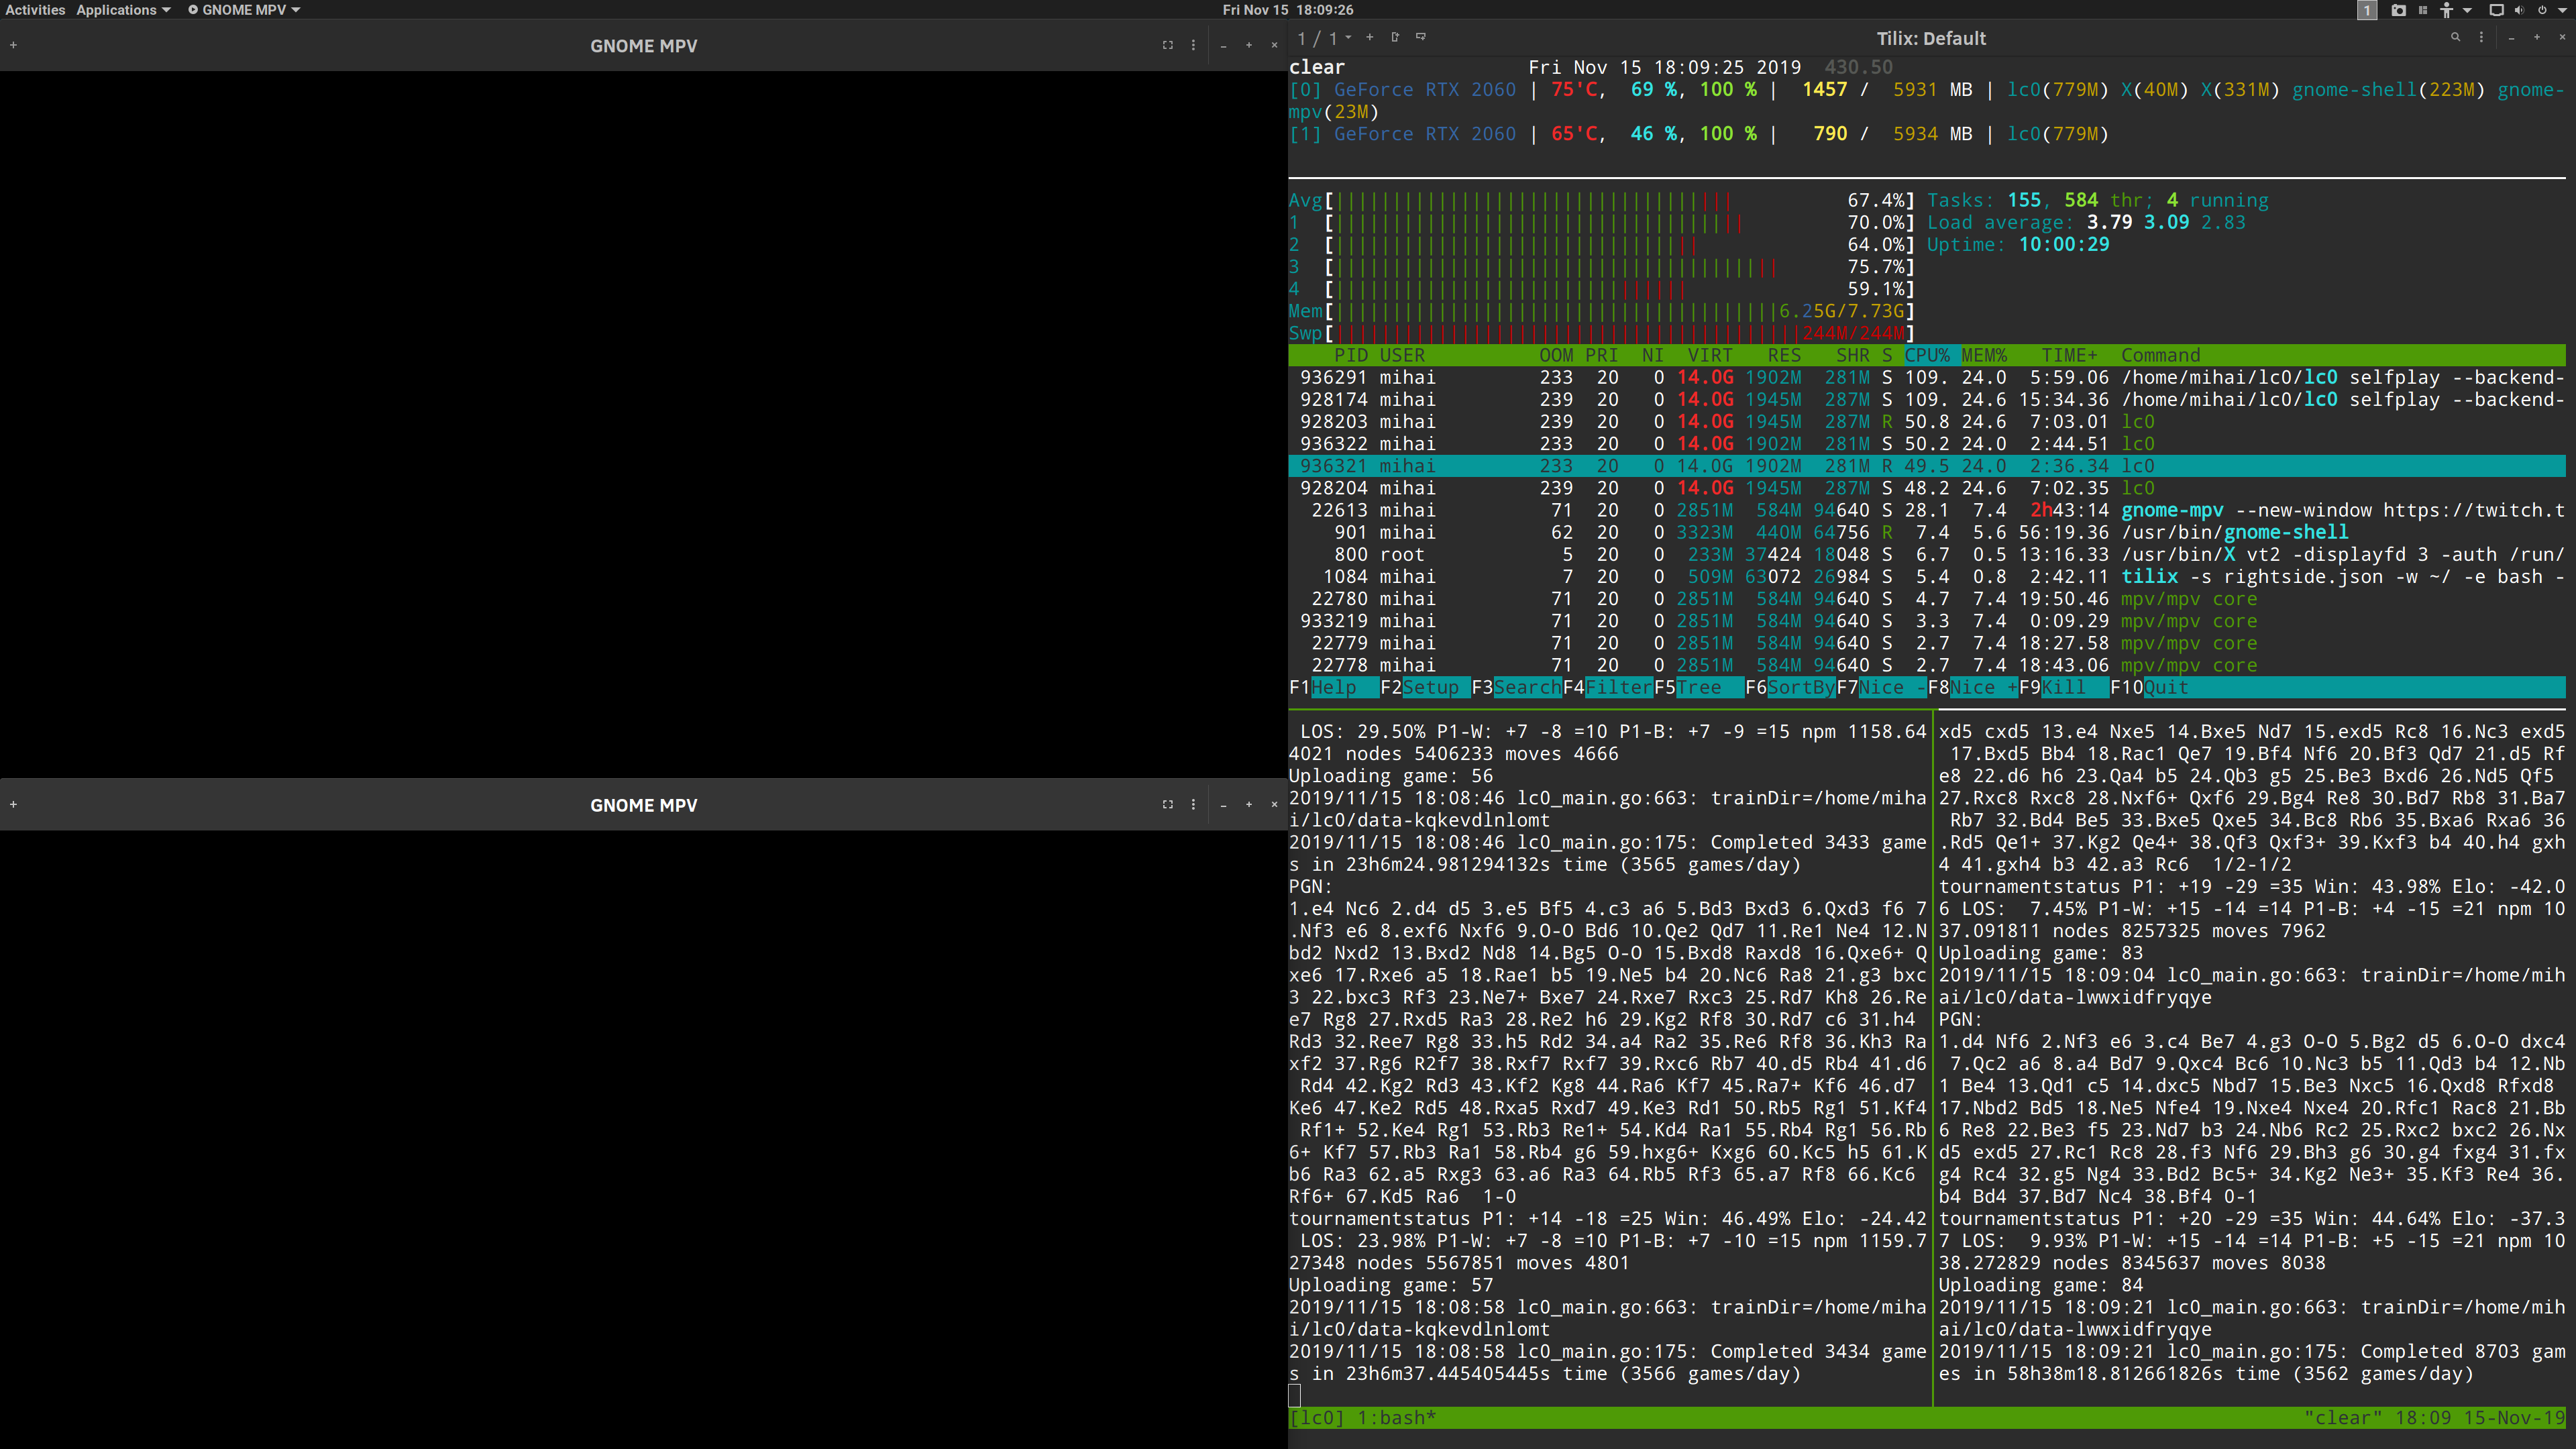 Activities Applications GNOME MPV Fri Nov 15 18:09:26 1
GNOME MPV
1 / 1 Tilix: Default
clear Fri Nov 15 18:09:25 2019 430.50
[0] GeForce RTX 2060 | 75'C, 69 %, 100 % | 1457 / 5931 MB | lc0(779M) X(40M) X(331M) gnome-shell(223M) gnome-
mpv(23M)
[1] GeForce RTX 2060 | 65'C, 46 %, 100 % | 790 / 5934 MB | lc0(779M)
Avg[ 67.4%] Tasks: 155, 584 thr; 4 running
1 [ 70.0%] Load average: 3.79 3.09 2.83
2 [ 64.0%] Uptime: 10:00:29
3 [ 75.7%]
4 [ 59.1%]
Mem[ 6.25G/7.73G]
Swp[ 244M/244M]
PID USER OOM PRI NI VIRT RES SHR S CPU% MEM% TIME+ Command
936291 mihai 233 20 0 14.0G 1902M 281M S 109. 24.0 5:59.06 /home/mihai/lc0/lc0 selfplay --backend-
928174 mihai 239 20 0 14.0G 1945M 287M S 109. 24.6 15:34.36 /home/mihai/lc0/lc0 selfplay --backend-
928203 mihai 239 20 0 14.0G 1945M 287M R 50.8 24.6 7:03.01 lc0
936322 mihai 233 20 0 14.0G 1902M 281M S 50.2 24.0 2:44.51 lc0
936321 mihai 233 20 0 14.0G 1902M 281M R 49.5 24.0 2:36.34 lc0
928204 mihai 239 20 0 14.0G 1945M 287M S 48.2 24.6 7:02.35 lc0
22613 mihai 71 20 0 2851M 584M 94640 S 28.1 7.4 2h43:14 gnome-mpv --new-window https://twitch.t
901 mihai 62 20 0 3323M 440M 64756 R 7.4 5.6 56:19.36 /usr/bin/gnome-shell
800 root 5 20 0 233M 37424 18048 S 6.7 0.5 13:16.33 /usr/bin/X vt2 -displayfd 3 -auth /run/
1084 mihai 7 20 0 509M 63072 26984 S 5.4 0.8 2:42.11 tilix -s rightside.json -w ~/ -e bash -
22780 mihai 71 20 0 2851M 584M 94640 S 4.7 7.4 19:50.46 mpv/mpv core
933219 mihai 71 20 0 2851M 584M 94640 S 3.3 7.4 0:09.29 mpv/mpv core
22779 mihai 71 20 0 2851M 584M 94640 S 2.7 7.4 18:27.58 mpv/mpv core
22778 mihai 71 20 0 2851M 584M 94640 S 2.7 7.4 18:43.06 mpv/mpv core
F1Help F2Setup F3SearchF4FilterF5Tree F6SortByF7Nice -F8Nice +F9Kill F10Quit
GNOME MPV
LOS: 29.50% P1-W: +7 -8 =10 P1-B: +7 -9 =15 npm 1158.64
4021 nodes 5406233 moves 4666
Uploading game: 56
2019/11/15 18:08:46 lc0_main.go:663: trainDir=/home/miha
i/lc0/data-kqkevdlnlomt
2019/11/15 18:08:46 lc0_main.go:175: Completed 3433 game
s in 23h6m24.981294132s time (3565 games/day)
PGN:
1.e4 Nc6 2.d4 d5 3.e5 Bf5 4.c3 a6 5.Bd3 Bxd3 6.Qxd3 f6 7
.Nf3 e6 8.exf6 Nxf6 9.O-O Bd6 10.Qe2 Qd7 11.Re1 Ne4 12.N
bd2 Nxd2 13.Bxd2 Nd8 14.Bg5 O-O 15.Bxd8 Raxd8 16.Qxe6+ Q
xe6 17.Rxe6 a5 18.Rae1 b5 19.Ne5 b4 20.Nc6 Ra8 21.g3 bxc
3 22.bxc3 Rf3 23.Ne7+ Bxe7 24.Rxe7 Rxc3 25.Rd7 Kh8 26.Re
e7 Rg8 27.Rxd5 Ra3 28.Re2 h6 29.Kg2 Rf8 30.Rd7 c6 31.h4
Rd3 32.Ree7 Rg8 33.h5 Rd2 34.a4 Ra2 35.Re6 Rf8 36.Kh3 Ra
xf2 37.Rg6 R2f7 38.Rxf7 Rxf7 39.Rxc6 Rb7 40.d5 Rb4 41.d6
Rd4 42.Kg2 Rd3 43.Kf2 Kg8 44.Ra6 Kf7 45.Ra7+ Kf6 46.d7
Ke6 47.Ke2 Rd5 48.Rxa5 Rxd7 49.Ke3 Rd1 50.Rb5 Rg1 51.Kf4
Rf1+ 52.Ke4 Rg1 53.Rb3 Re1+ 54.Kd4 Ra1 55.Rb4 Rg1 56.Rb
6+ Kf7 57.Rb3 Ra1 58.Rb4 g6 59.hxg6+ Kxg6 60.Kc5 h5 61.K
b6 Ra3 62.a5 Rxg3 63.a6 Ra3 64.Rb5 Rf3 65.a7 Rf8 66.Kc6
Rf6+ 67.Kd5 Ra6 1-0
tournamentstatus P1: +14 -18 =25 Win: 46.49% Elo: -24.42
LOS: 23.98% P1-W: +7 -8 =10 P1-B: +7 -10 =15 npm 1159.7
27348 nodes 5567851 moves 4801
Uploading game: 57
2019/11/15 18:08:58 lc0_main.go:663: trainDir=/home/miha
i/lc0/data-kqkevdlnlomt
2019/11/15 18:08:58 lc0_main.go:175: Completed 3434 game
s in 23h6m37.445405445s time (3566 games/day)
xd5 cxd5 13.e4 Nxe5 14.Bxe5 Nd7 15.exd5 Rc8 16.Nc3 exd5
17.Bxd5 Bb4 18.Rac1 Qe7 19.Bf4 Nf6 20.Bf3 Qd7 21.d5 Rf
e8 22.d6 h6 23.Qa4 b5 24.Qb3 g5 25.Be3 Bxd6 26.Nd5 Qf5
27.Rxc8 Rxc8 28.Nxf6+ Qxf6 29.Bg4 Re8 30.Bd7 Rb8 31.Ba7
Rb7 32.Bd4 Be5 33.Bxe5 Qxe5 34.Bc8 Rb6 35.Bxa6 Rxa6 36
.Rd5 Qe1+ 37.Kg2 Qe4+ 38.Qf3 Qxf3+ 39.Kxf3 b4 40.h4 gxh
4 41.gxh4 b3 42.a3 Rc6 1/2-1/2
tournamentstatus P1: +19 -29 =35 Win: 43.98% Elo: -42.0
6 LOS: 7.45% P1-W: +15 -14 =14 P1-B: +4 -15 =21 npm 10
37.091811 nodes 8257325 moves 7962
Uploading game: 83
2019/11/15 18:09:04 lc0_main.go:663: trainDir=/home/mih
ai/lc0/data-lwwxidfryqye
PGN:
1.d4 Nf6 2.Nf3 e6 3.c4 Be7 4.g3 O-O 5.Bg2 d5 6.O-O dxc4
7.Qc2 a6 8.a4 Bd7 9.Qxc4 Bc6 10.Nc3 b5 11.Qd3 b4 12.Nb
1 Be4 13.Qd1 c5 14.dxc5 Nbd7 15.Be3 Nxc5 16.Qxd8 Rfxd8
17.Nbd2 Bd5 18.Ne5 Nfe4 19.Nxe4 Nxe4 20.Rfc1 Rac8 21.Bb
6 Re8 22.Be3 f5 23.Nd7 b3 24.Nb6 Rc2 25.Rxc2 bxc2 26.Nx
d5 exd5 27.Rc1 Rc8 28.f3 Nf6 29.Bh3 g6 30.g4 fxg4 31.fx
g4 Rc4 32.g5 Ng4 33.Bd2 Bc5+ 34.Kg2 Ne3+ 35.Kf3 Re4 36.
b4 Bd4 37.Bd7 Nc4 38.Bf4 0-1
tournamentstatus P1: +20 -29 =35 Win: 44.64% Elo: -37.3
7 LOS: 9.93% P1-W: +15 -14 =14 P1-B: +5 -15 =21 npm 10
38.272829 nodes 8345637 moves 8038
Uploading game: 84
2019/11/15 18:09:21 lc0_main.go:663: trainDir=/home/mih
ai/lc0/data-lwwxidfryqye
2019/11/15 18:09:21 lc0_main.go:175: Completed 8703 gam
es in 58h38m18.812661826s time (3562 games/day)
[lc0] 1:bash* "clear" 18:09 15-Nov-19